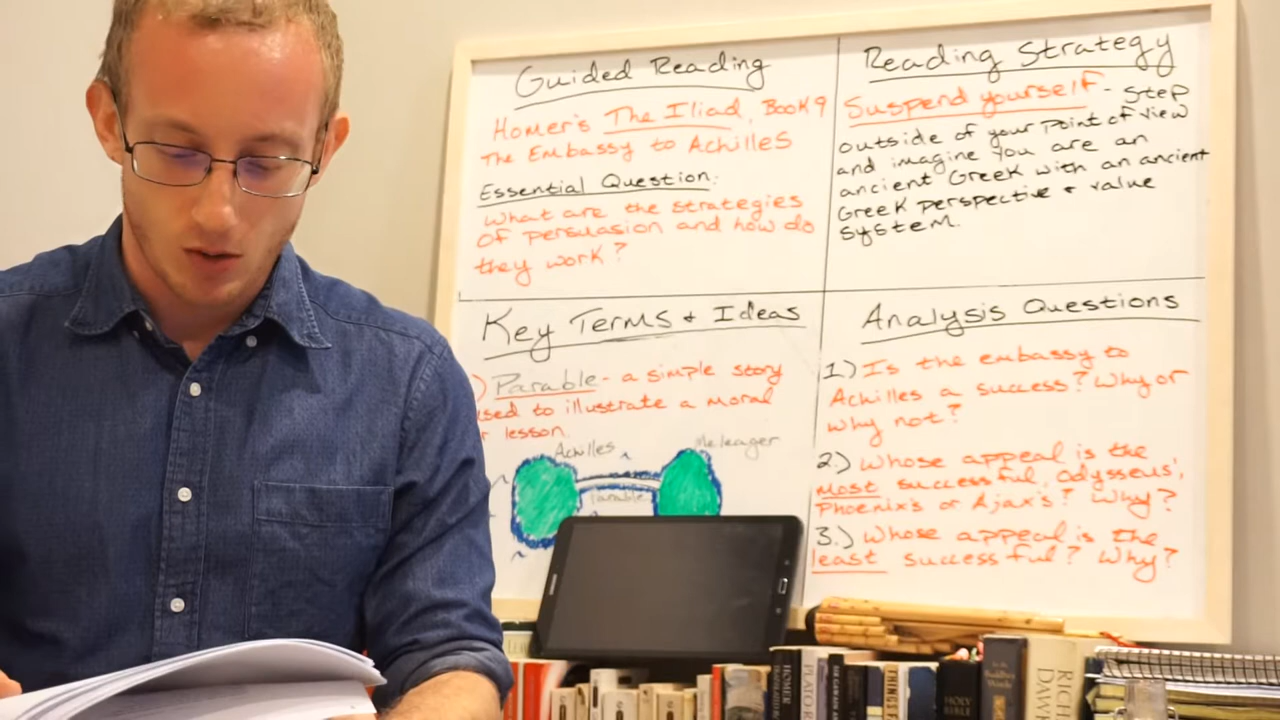 Guided Reading
Homer's The Iliad, Book 9
The Embassy to Achilles
Essential Question:
What are the strategies
of persuasion and how do
they work?
Reading Strategy
Suspend yourself - step
outside of your point of view
and imagine you are an
ancient Greek with an ancient
Greek perspective + value
system.
Key Terms + Ideas
) Parable - a simple story
used to illustrate a moral
r lesson.
Achilles
Meleager
Parable
Analysis Questions
1.) Is the embassy to
Achilles a success? Why or
why not?
2.) Whose appeal is the
most successful, Odysseus',
Phoenix's or Ajax's? Why?
3.) Whose appeal is the
least successful? Why?
SAMSUNG
HOMER
PLATO
HOLY BIBLE
THINGS
RICH
DAVI